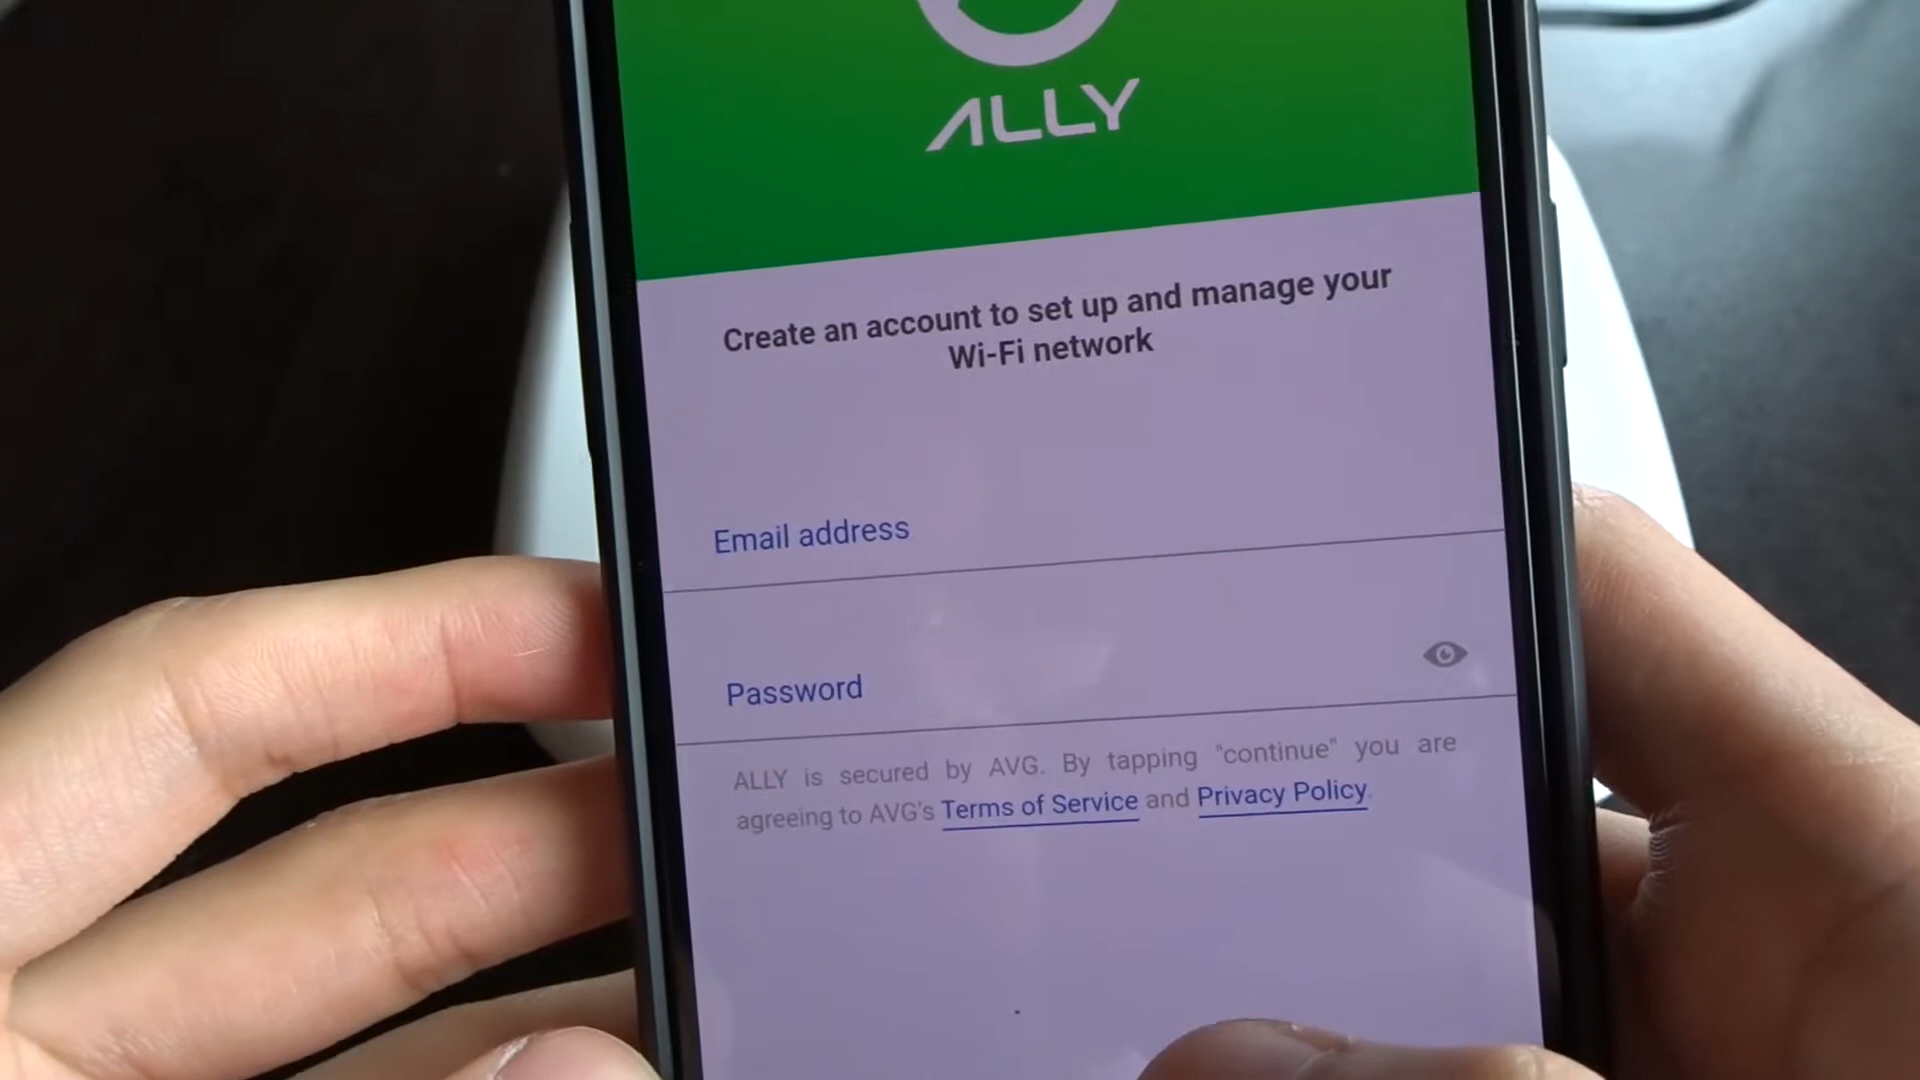 ALLY
Create an account to set up and manage your
Wi-Fi network
Email address
Password
ALLY is secured by AVG. By tapping "continue" you are
agreeing to AVG's Terms of Service and Privacy Policy.